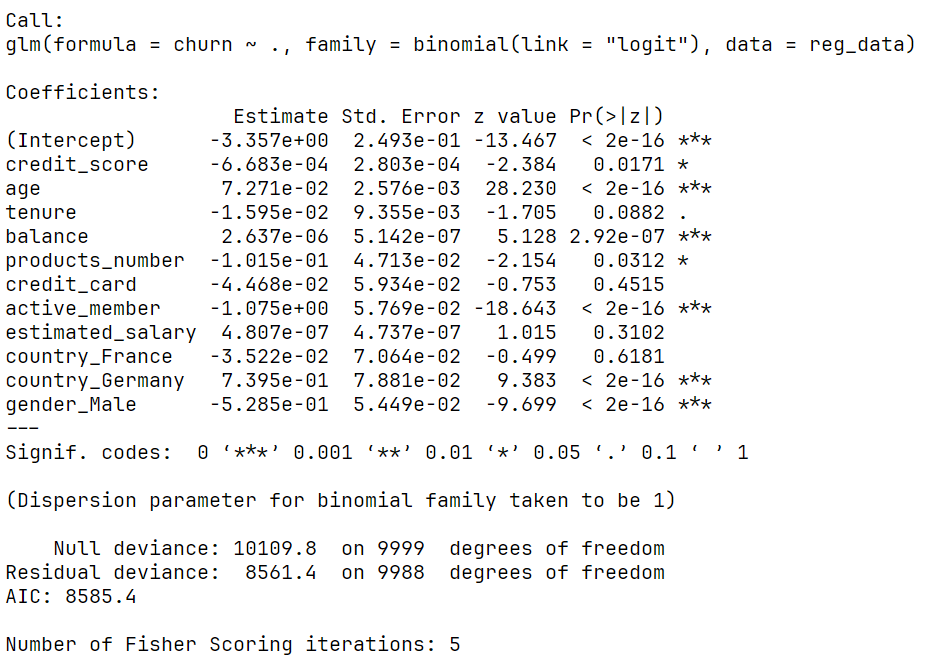 Call:
glm(formula = churn ~ ., family = binomial(link = "logit"), data = reg_data)

Coefficients:
                   Estimate Std. Error z value Pr(>|z|)
(Intercept)      -3.357e+00  2.493e-01 -13.467  < 2e-16 ***
credit_score     -6.683e-04  2.803e-04  -2.384   0.0171 *
age               7.271e-02  2.576e-03  28.230  < 2e-16 ***
tenure           -1.595e-02  9.355e-03  -1.705   0.0882 .
balance           2.637e-06  5.142e-07   5.128 2.92e-07 ***
products_number  -1.015e-01  4.713e-02  -2.154   0.0312 *
credit_card      -4.468e-02  5.934e-02  -0.753   0.4515
active_member    -1.075e+00  5.769e-02 -18.643  < 2e-16 ***
estimated_salary  4.807e-07  4.737e-07   1.015   0.3102
country_France   -3.522e-02  7.064e-02  -0.499   0.6181
country_Germany   7.395e-01  7.881e-02   9.383  < 2e-16 ***
gender_Male      -5.285e-01  5.449e-02  -9.699  < 2e-16 ***
---
Signif. codes:  0 ‘***’ 0.001 ‘**’ 0.01 ‘*’ 0.05 ‘.’ 0.1 ‘ ’ 1

(Dispersion parameter for binomial family taken to be 1)

    Null deviance: 10109.8  on 9999  degrees of freedom
Residual deviance:  8561.4  on 9988  degrees of freedom
AIC: 8585.4

Number of Fisher Scoring iterations: 5